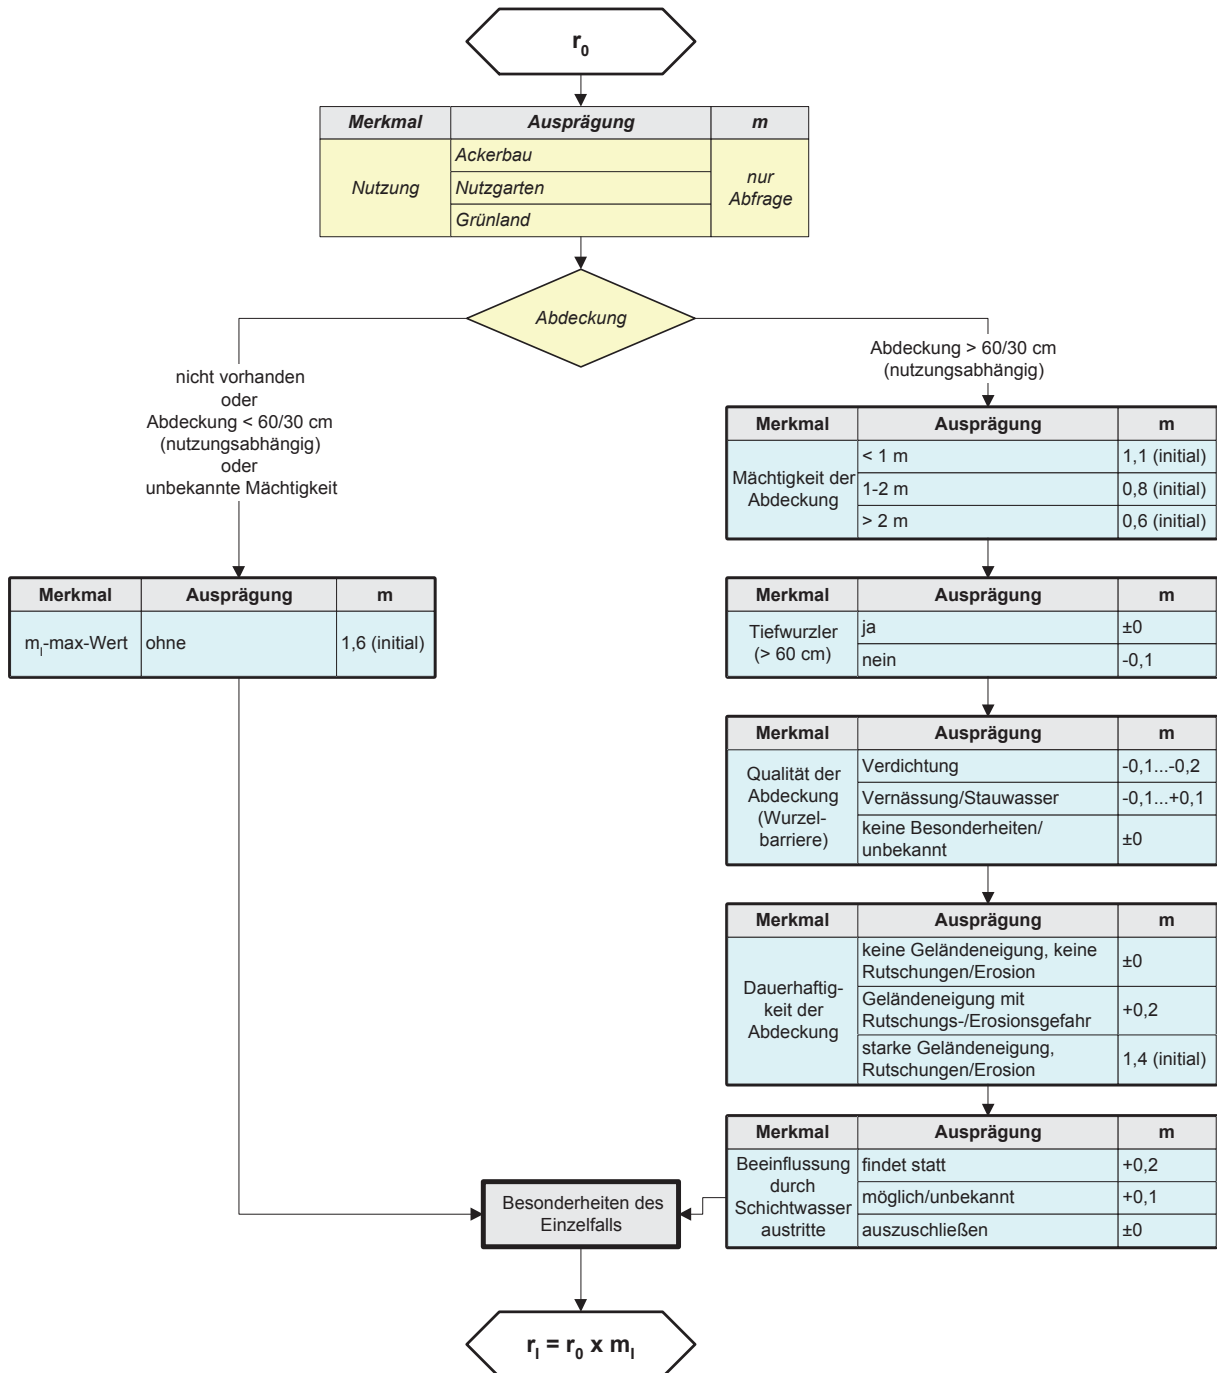 r0
Merkmal Ausprägung m
Nutzung
Ackerbau
Nutzgarten
Grünland
nur
Abfrage
Abdeckung
nicht vorhanden
oder
Abdeckung < 60/30 cm
(nutzungsabhängig)
oder
unbekannte Mächtigkeit
Merkmal Ausprägung m
mI-max-Wert ohne 1,6 (initial)
Abdeckung > 60/30 cm
(nutzungsabhängig)
Merkmal Ausprägung m
Mächtigkeit der
Abdeckung
< 1 m 1,1 (initial)
1-2 m 0,8 (initial)
> 2 m 0,6 (initial)
Merkmal Ausprägung m
Tiefwurzler
(> 60 cm)
ja ±0
nein -0,1
Merkmal Ausprägung m
Qualität der
Abdeckung
(Wurzel-
barriere)
Verdichtung -0,1...-0,2
Vernässung/Stauwasser -0,1...+0,1
keine Besonderheiten/
unbekannt ±0
Merkmal Ausprägung m
Dauerhaftig-
keit der
Abdeckung
keine Geländeneigung, keine
Rutschungen/Erosion ±0
Geländeneigung mit
Rutschungs-/Erosionsgefahr +0,2
starke Geländeneigung,
Rutschungen/Erosion 1,4 (initial)
Merkmal Ausprägung m
Beeinflussung
durch
Schichtwasser
austritte
findet statt +0,2
möglich/unbekannt +0,1
auszuschließen ±0
Besonderheiten des
Einzelfalls
rI = r0 x mI